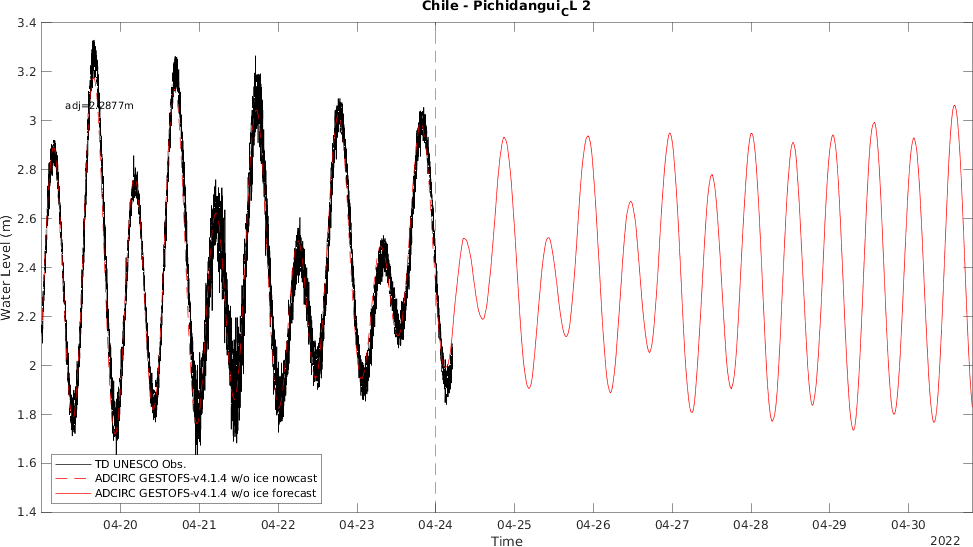 Chile - Pichidangui_CL 2
3.4
3.2
3
2.8
2.6
2.4
2.2
2
1.8
1.6
1.4
Water Level (m)
adj=2.2877m
TD UNESCO Obs.
ADCIRC GESTOFS-v4.1.4 w/o ice nowcast
ADCIRC GESTOFS-v4.1.4 w/o ice forecast
04-20 04-21 04-22 04-23 04-24 04-25 04-26 04-27 04-28 04-29 04-30
Time
2022